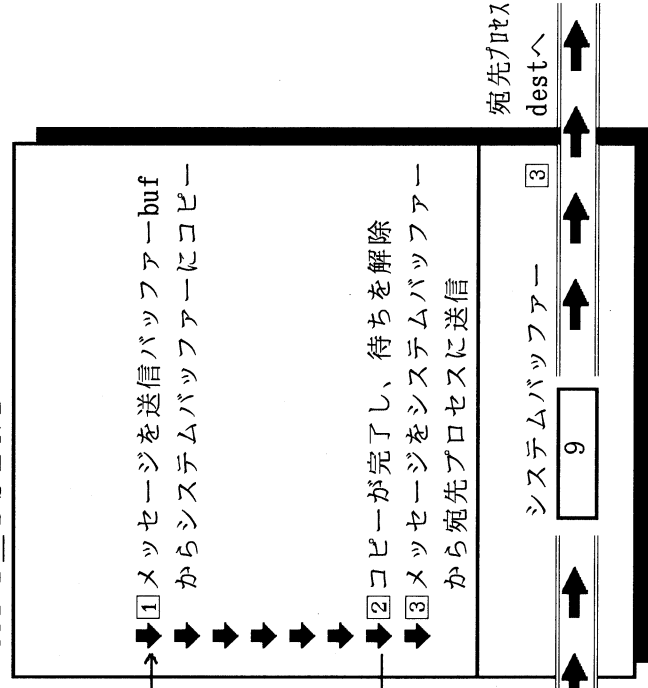 1 メッセージを送信バッファーbuf
からシステムバッファーにコピー
2 コピーが完了し、待ちを解除
3 メッセージをシステムバッファー
から宛先プロセスに送信
システムバッファー 3
9
宛先プロセス
destへ